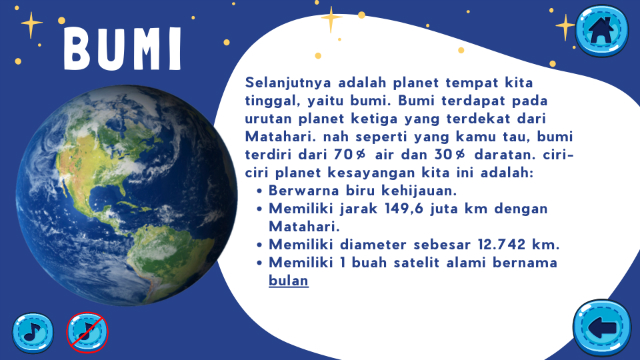 BUMI
Selanjutnya adalah planet tempat kita
tinggal, yaitu bumi. Bumi terdapat pada
urutan planet ketiga yang terdekat dari
Matahari. nah seperti yang kamu tau, bumi
terdiri dari 70% air dan 30% daratan. ciri-
ciri planet kesayangan kita ini adalah:
• Berwarna biru kehijauan.
• Memiliki jarak 149,6 juta km dengan
Matahari.
• Memiliki diameter sebesar 12.742 km.
• Memiliki 1 buah satelit alami bernama
bulan